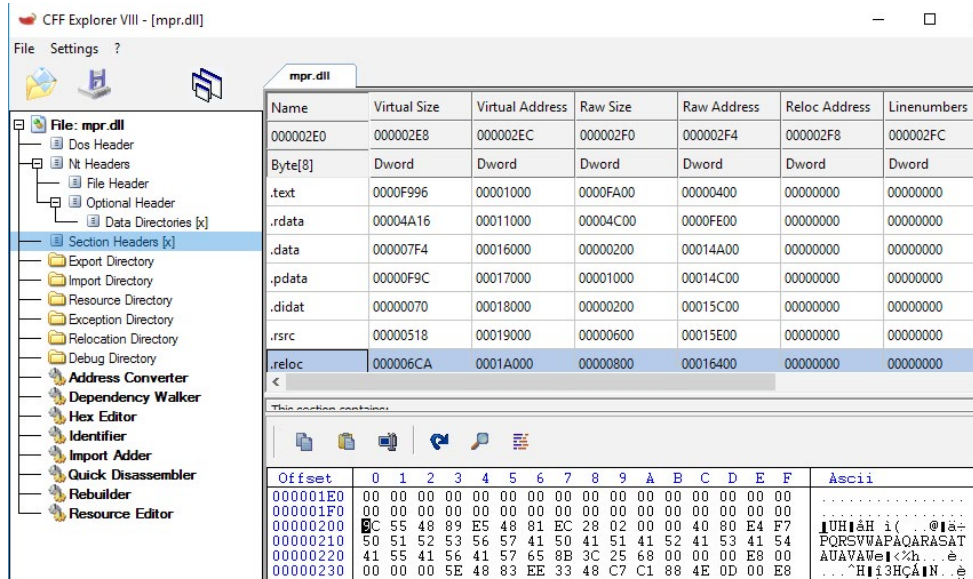 CFF Explorer VIII - [mpr.dll]
File Settings ?
mpr.dll
File: mpr.dll
Dos Header
Nt Headers
File Header
Optional Header
Data Directories [x]
Section Headers [x]
Export Directory
Import Directory
Resource Directory
Exception Directory
Relocation Directory
Debug Directory
Address Converter
Dependency Walker
Hex Editor
Identifier
Import Adder
Quick Disassembler
Rebuilder
Resource Editor
Name Virtual Size Virtual Address Raw Size Raw Address Reloc Address Linenumbers
000002E0 000002E8 000002EC 000002F0 000002F4 000002F8 000002FC
Byte[8] Dword Dword Dword Dword Dword Dword
.text 0000F996 00001000 0000FA00 00000400 00000000 00000000
.rdata 00004A16 00011000 00004C00 0000FE00 00000000 00000000
.data 000007F4 00016000 00000200 00014A00 00000000 00000000
.pdata 00000F9C 00017000 00001000 00014C00 00000000 00000000
.didat 00000070 00018000 00000200 00015C00 00000000 00000000
.rsrc 00000518 00019000 00000600 00015E00 00000000 00000000
.reloc 000006CA 0001A000 00000800 00016400 00000000 00000000
This section contains:
Offset 0 1 2 3 4 5 6 7 8 9 A B C D E F Ascii
000001E0 00 00 00 00 00 00 00 00 00 00 00 00 00 00 00 00 ................
000001F0 00 00 00 00 00 00 00 00 00 00 00 00 00 00 00 00 ................
00000200 9C 55 48 89 E5 48 81 EC 28 02 00 00 40 80 E4 F7
00000210 50 51 52 53 56 57 41 50 41 51 41 52 41 53 41 54 PQRSVWAPAQARASAT
00000220 41 55 41 56 41 57 65 8B 3C 25 68 00 00 00 E8 00
00000230 00 00 00 5E 48 83 EE 33 48 C7 C1 88 4E 0D 00 E8